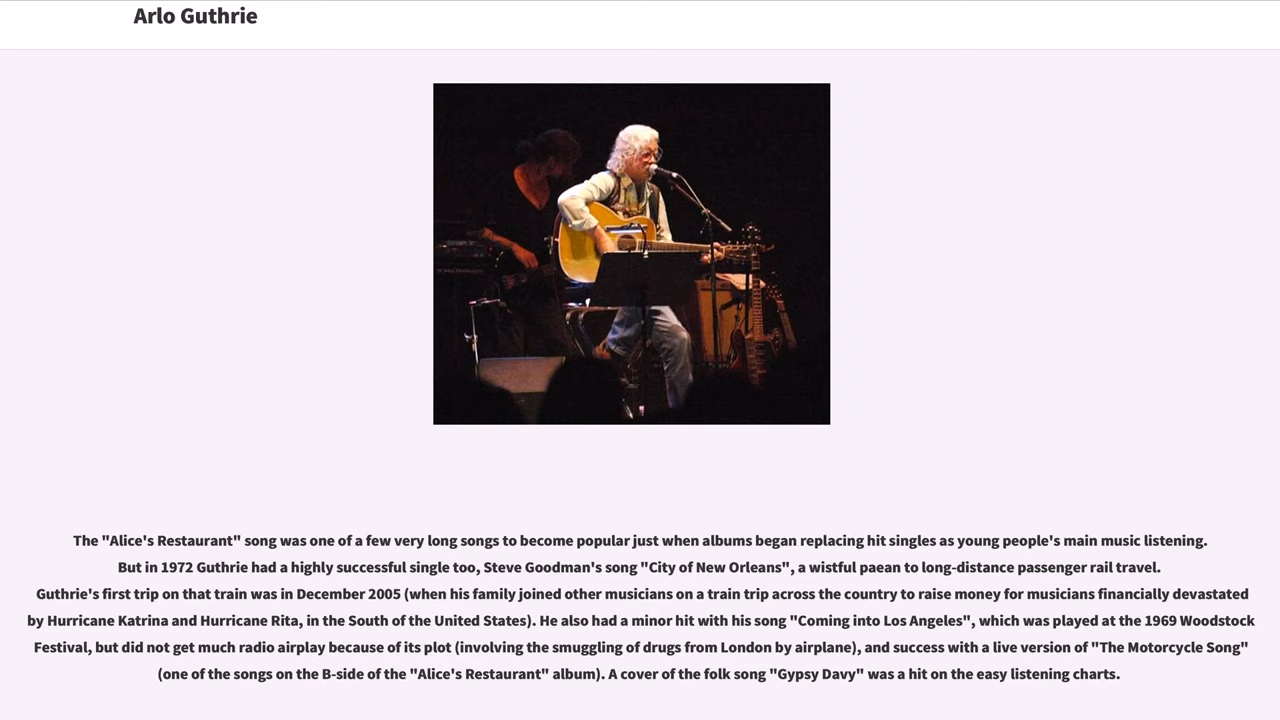 Arlo Guthrie
The "Alice's Restaurant" song was one of a few very long songs to become popular just when albums began replacing hit singles as young people's main music listening.
But in 1972 Guthrie had a highly successful single too, Steve Goodman's song "City of New Orleans", a wistful paean to long-distance passenger rail travel.
Guthrie's first trip on that train was in December 2005 (when his family joined other musicians on a train trip across the country to raise money for musicians financially devastated
by Hurricane Katrina and Hurricane Rita, in the South of the United States). He also had a minor hit with his song "Coming into Los Angeles", which was played at the 1969 Woodstock
Festival, but did not get much radio airplay because of its plot (involving the smuggling of drugs from London by airplane), and success with a live version of "The Motorcycle Song"
(one of the songs on the B-side of the "Alice's Restaurant" album). A cover of the folk song "Gypsy Davy" was a hit on the easy listening charts.